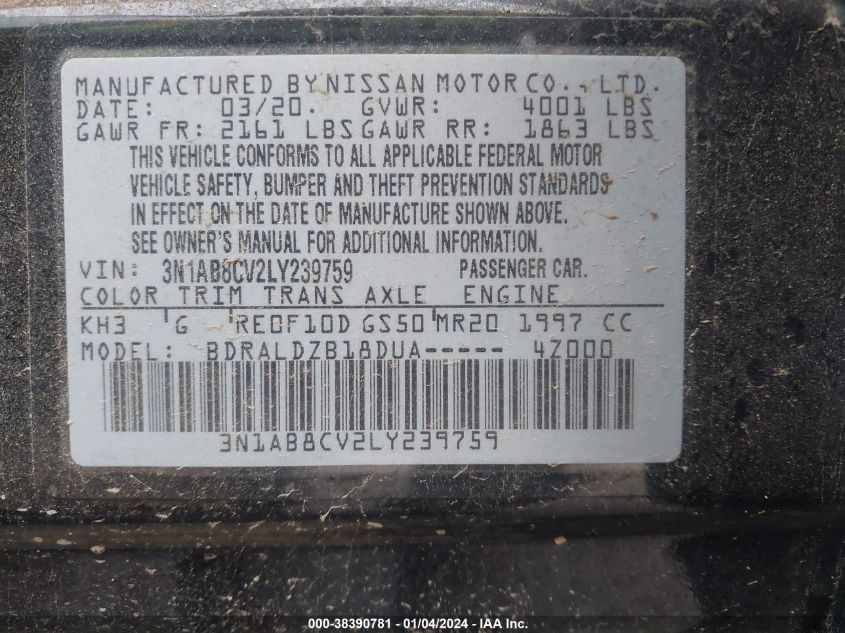 MANUFACTURED BY NISSAN MOTOR CO., LTD.
DATE: 03/20. GVWR: 4001 LBS
GAWR FR: 2161 LBS GAWR RR: 1863 LBS
THIS VEHICLE CONFORMS TO ALL APPLICABLE FEDERAL MOTOR
VEHICLE SAFETY, BUMPER AND THEFT PREVENTION STANDARDS
IN EFFECT ON THE DATE OF MANUFACTURE SHOWN ABOVE.
SEE OWNER'S MANUAL FOR ADDITIONAL INFORMATION.
VIN: 3N1AB8CV2LY239759 PASSENGER CAR.
COLOR TRIM TRANS AXLE ENGINE
KH3 'G 'RE0F10D GS50'MR20 1997 CC
MODEL: BDRALDZB18DUA----- 4Z000
3N1AB8CV2LY239759
000-38390781 - 01/04/2024 - IAA Inc.